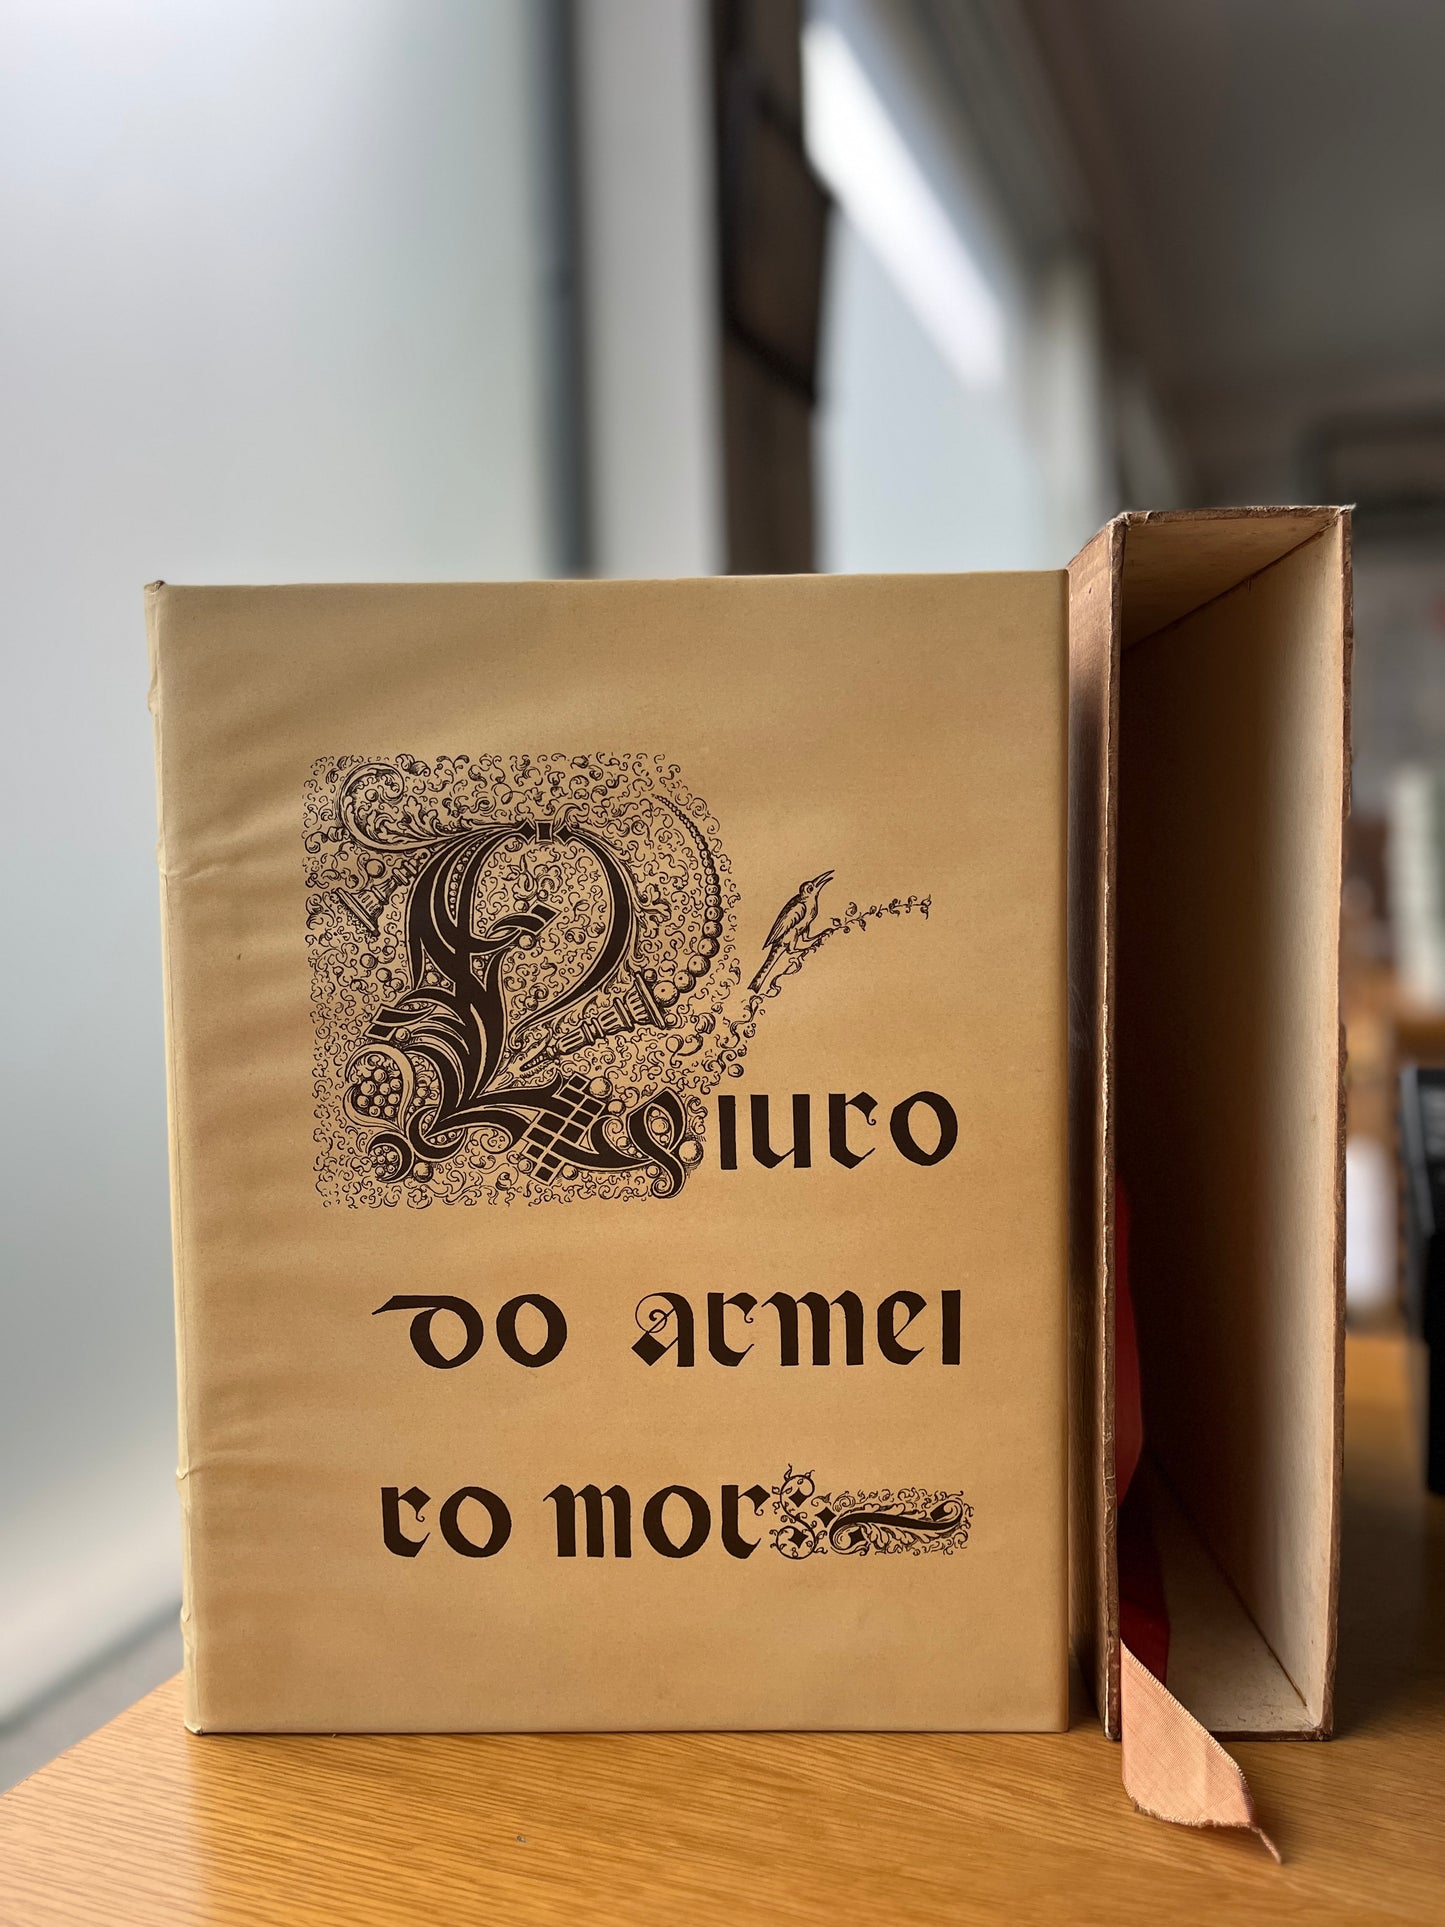 Liuro
do armei
ro mor